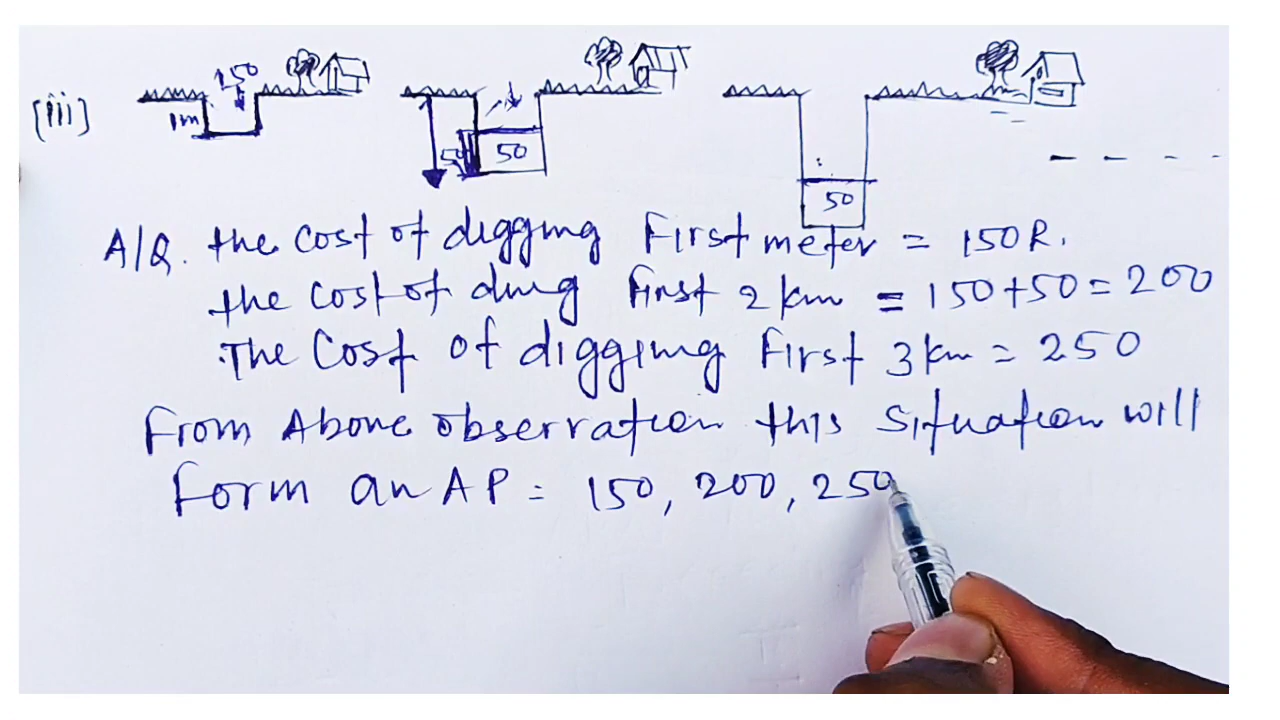 (iii)
150
1m
50
50
50
A/Q. the cost of digging First meter = 150R.
the cost of ding first 2 km = 150+50=200
The Cost of digging First 3 km = 250
From Above observation this situation will
Form an AP = 150, 200, 250